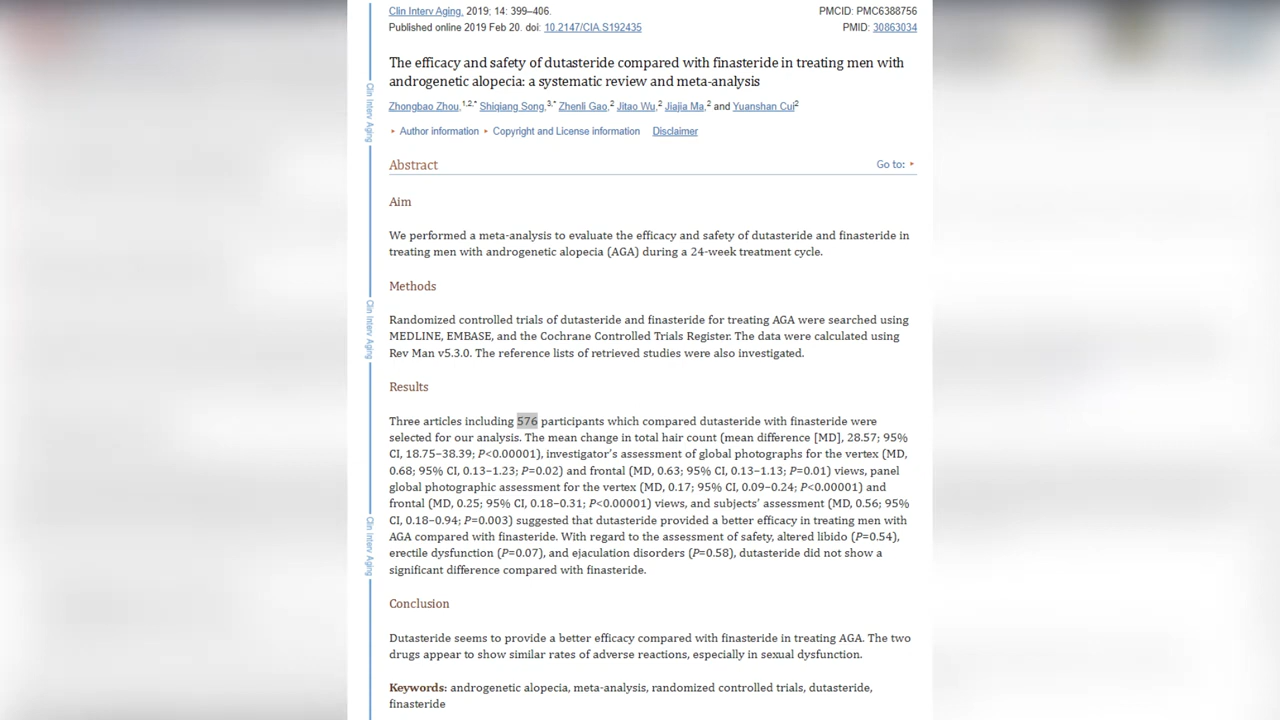 Clin Interv Aging. 2019; 14: 399–406.
PMCID: PMC6388756
Published online 2019 Feb 20. doi: 10.2147/CIA.S192435
PMID: 30863034
The efficacy and safety of dutasteride compared with finasteride in treating men with
androgenetic alopecia: a systematic review and meta-analysis
Zhongbao Zhou,1,2,* Shiqiang Song,3,* Zhenli Gao,2 Jitao Wu,2 Jiajia Ma,2 and Yuanshan Cui2
▸ Author information ▸ Copyright and License information Disclaimer
Abstract
Go to: ▸
Aim
We performed a meta-analysis to evaluate the efficacy and safety of dutasteride and finasteride in
treating men with androgenetic alopecia (AGA) during a 24-week treatment cycle.
Methods
Randomized controlled trials of dutasteride and finasteride for treating AGA were searched using
MEDLINE, EMBASE, and the Cochrane Controlled Trials Register. The data were calculated using
Rev Man v5.3.0. The reference lists of retrieved studies were also investigated.
Results
Three articles including 576 participants which compared dutasteride with finasteride were
selected for our analysis. The mean change in total hair count (mean difference [MD], 28.57; 95%
CI, 18.75–38.39; P<0.00001), investigator's assessment of global photographs for the vertex (MD,
0.68; 95% CI, 0.13–1.23; P=0.02) and frontal (MD, 0.63; 95% CI, 0.13–1.13; P=0.01) views, panel
global photographic assessment for the vertex (MD, 0.17; 95% CI, 0.09–0.24; P<0.00001) and
frontal (MD, 0.25; 95% CI, 0.18–0.31; P<0.00001) views, and subjects' assessment (MD, 0.56; 95%
CI, 0.18–0.94; P=0.003) suggested that dutasteride provided a better efficacy in treating men with
AGA compared with finasteride. With regard to the assessment of safety, altered libido (P=0.54),
erectile dysfunction (P=0.07), and ejaculation disorders (P=0.58), dutasteride did not show a
significant difference compared with finasteride.
Conclusion
Dutasteride seems to provide a better efficacy compared with finasteride in treating AGA. The two
drugs appear to show similar rates of adverse reactions, especially in sexual dysfunction.
Keywords: androgenetic alopecia, meta-analysis, randomized controlled trials, dutasteride,
finasteride
Clin Interv Aging
Clin Interv Aging
Clin Interv Aging